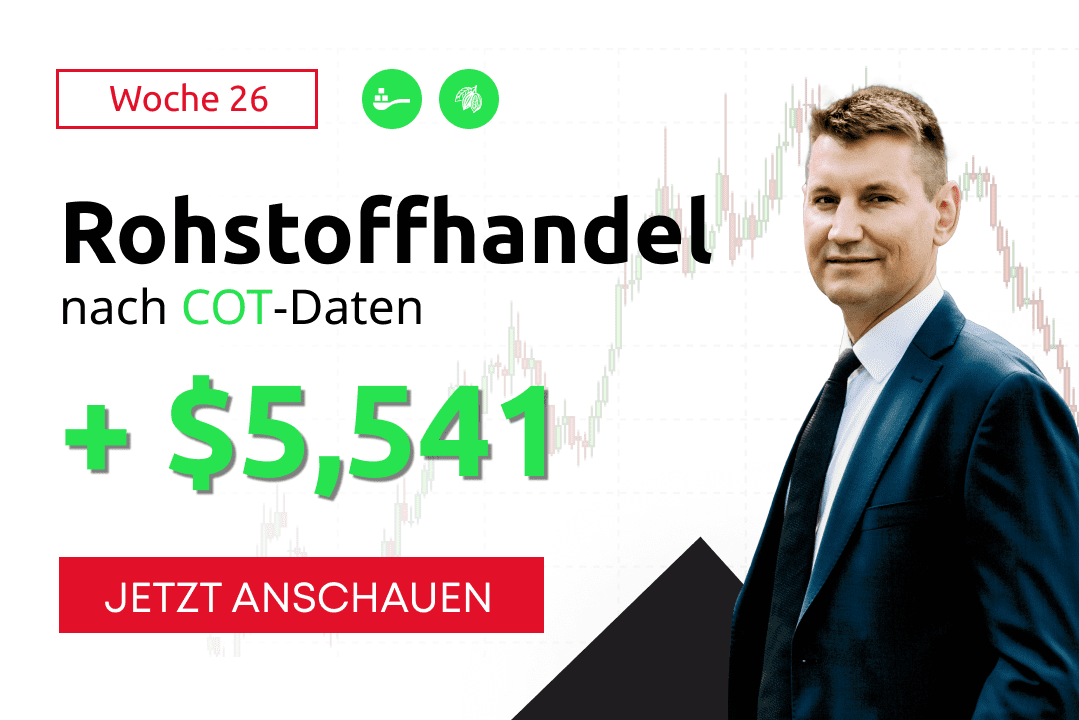 Woche 26
Rohstoffhandel
nach COT-Daten
+ $5,541
JETZT ANSCHAUEN